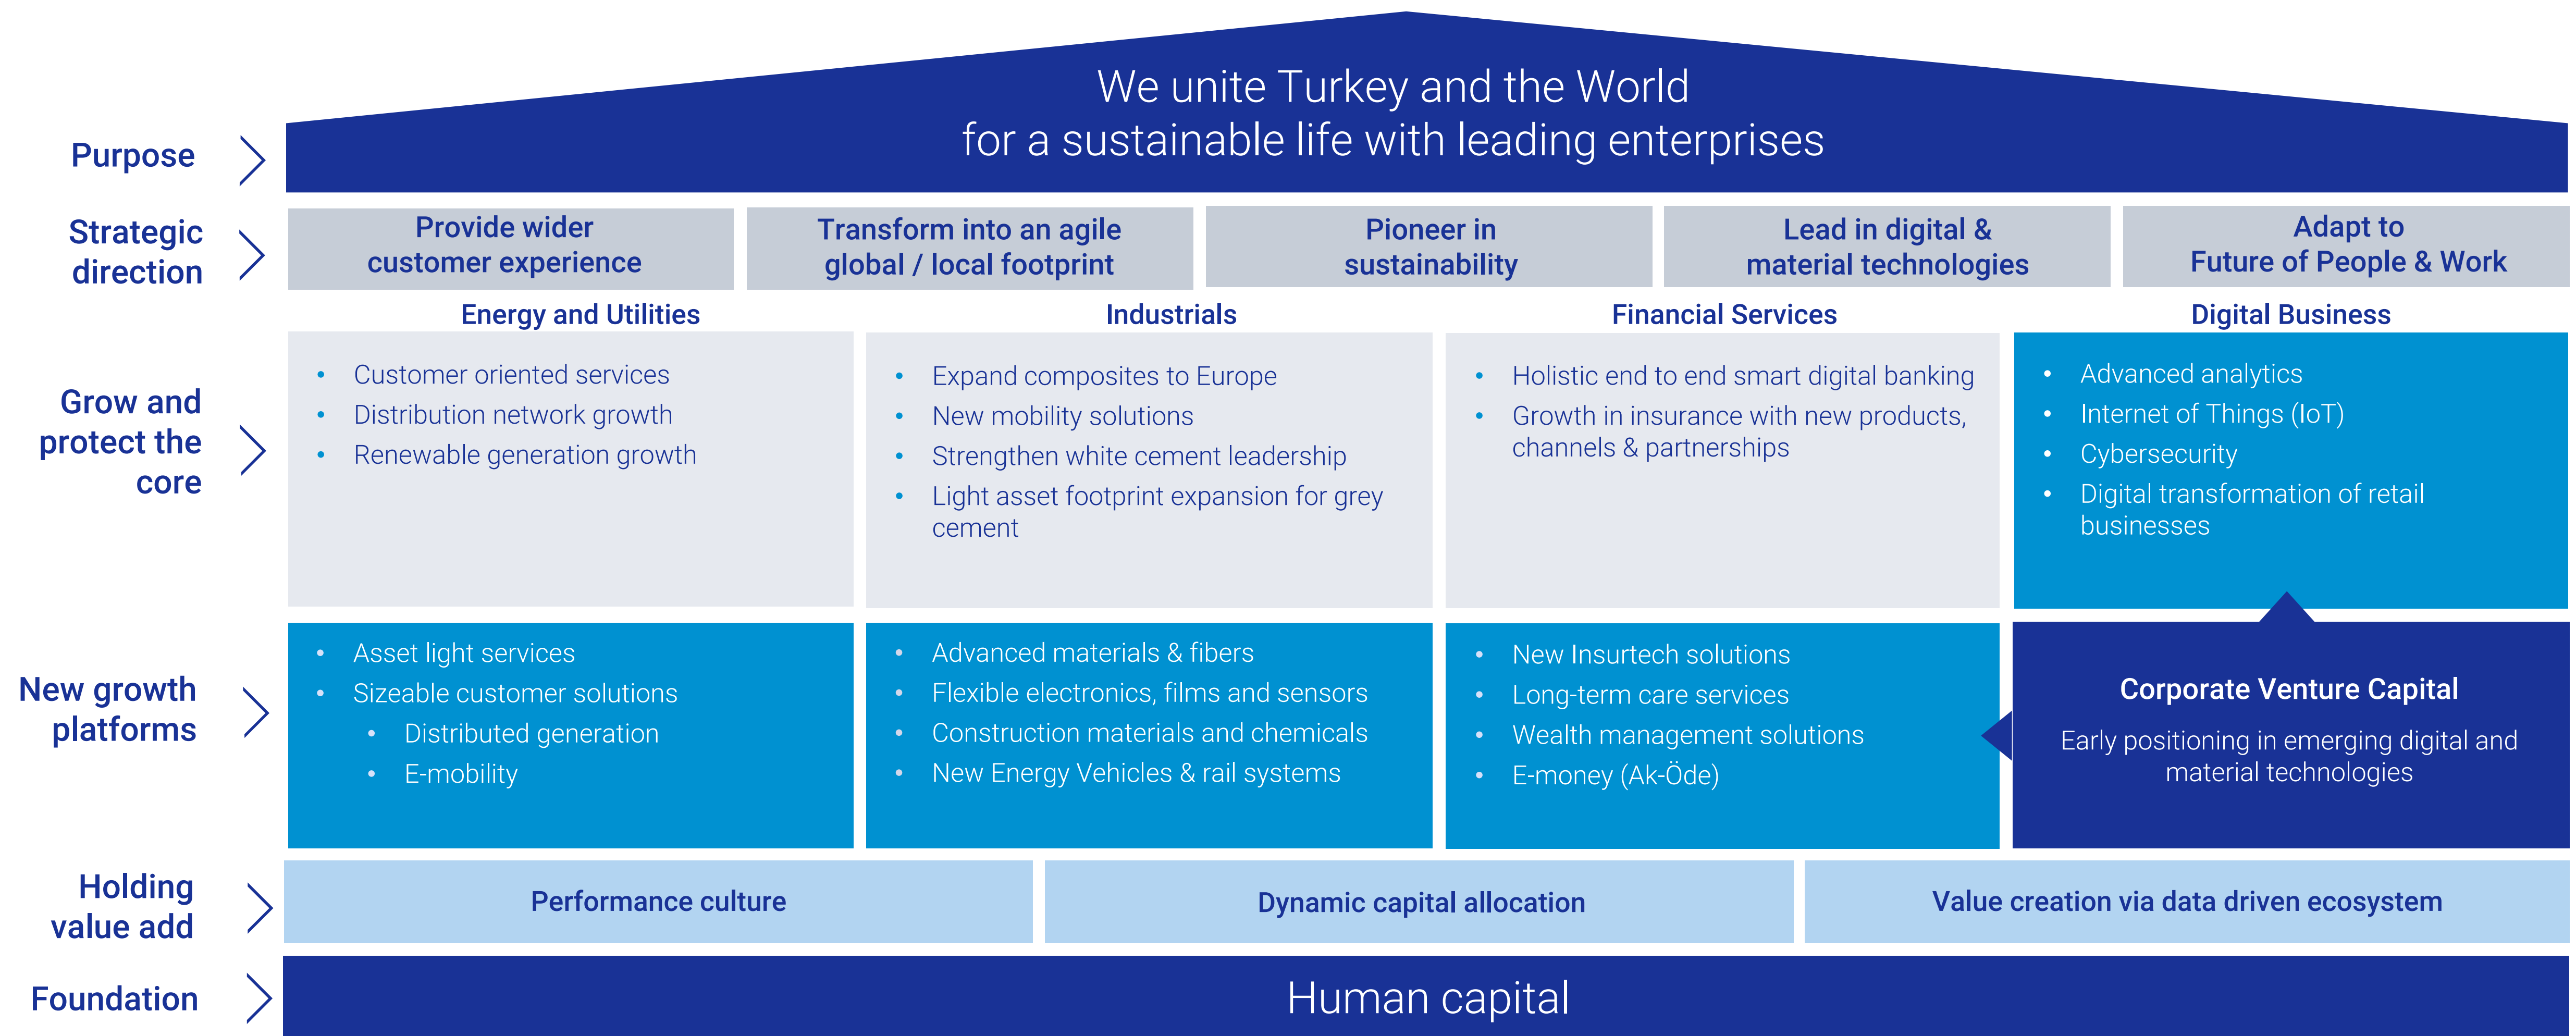 We unite Turkey and the World
for a sustainable life with leading enterprises
Purpose
Strategic
direction
Provide wider
customer experience
Transform into an agile
global / local footprint
Pioneer in
sustainability
Lead in digital &
material technologies
Adapt to
Future of People & Work
Energy and Utilities
Industrials
Financial Services
Digital Business
Grow and
protect the
core
• Customer oriented services
• Distribution network growth
• Renewable generation growth
• Expand composites to Europe
• New mobility solutions
• Strengthen white cement leadership
• Light asset footprint expansion for grey
cement
• Holistic end to end smart digital banking
• Growth in insurance with new products,
channels & partnerships
• Advanced analytics
• Internet of Things (IoT)
• Cybersecurity
• Digital transformation of retail
businesses
New growth
platforms
• Asset light services
• Sizeable customer solutions
• Distributed generation
• E-mobility
• Advanced materials & fibers
• Flexible electronics, films and sensors
• Construction materials and chemicals
• New Energy Vehicles & rail systems
• New Insurtech solutions
• Long-term care services
• Wealth management solutions
• E-money (Ak-Öde)
Corporate Venture Capital
Early positioning in emerging digital and
material technologies
Holding
value add
Performance culture
Dynamic capital allocation
Value creation via data driven ecosystem
Foundation
Human capital